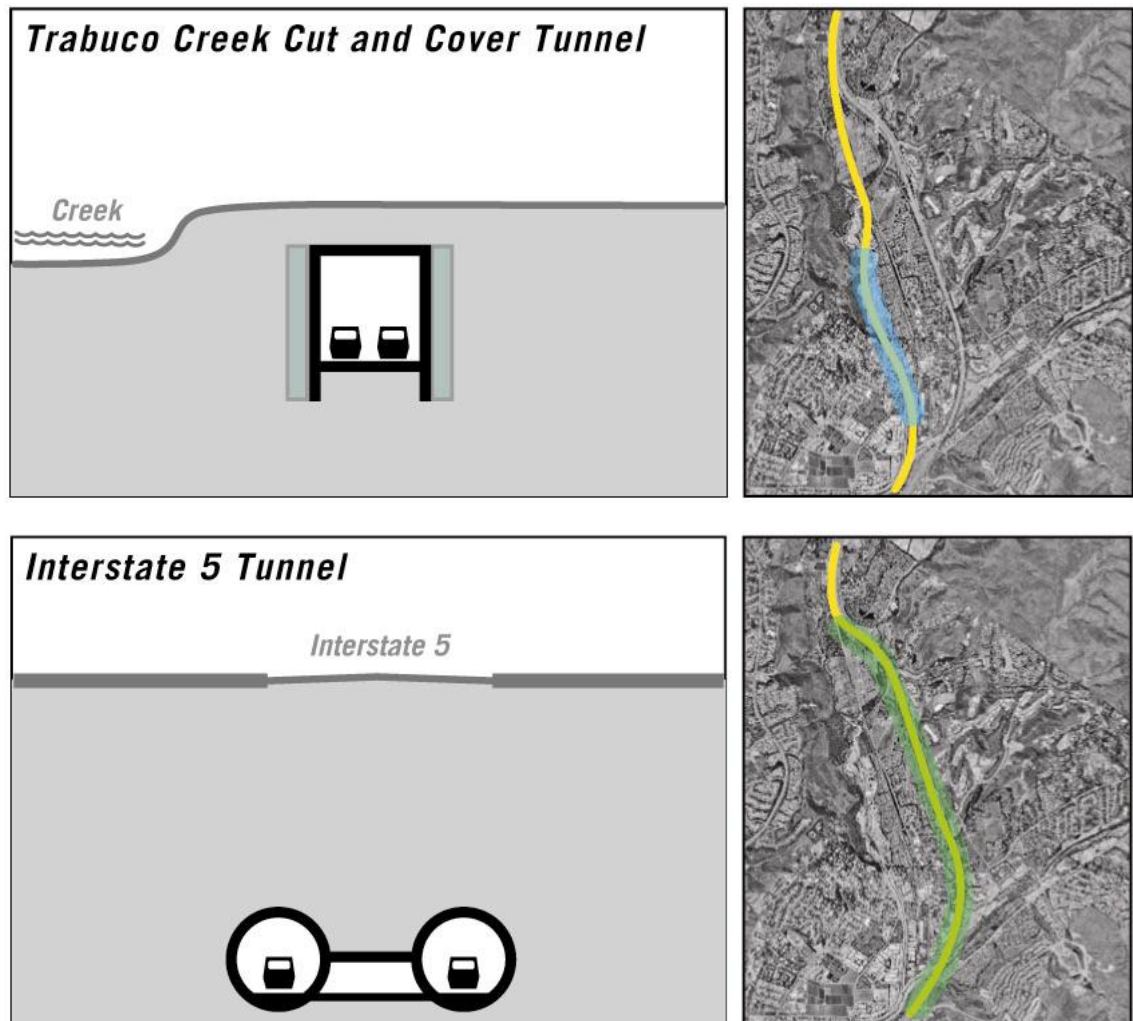 Trabuco Creek Cut and Cover Tunnel
Creek
Interstate 5 Tunnel
Interstate 5